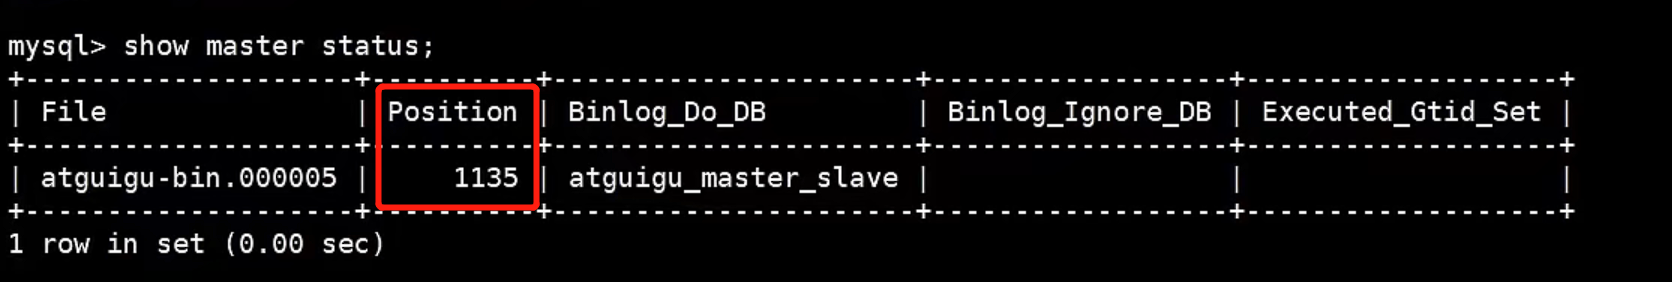 mysql> show master status;
+--------------------+----------+----------------------+------------------+-------------------+
| File | Position | Binlog_Do_DB | Binlog_Ignore_DB | Executed_Gtid_Set |
+--------------------+----------+----------------------+------------------+-------------------+
| atguigu-bin.000005 | 1135 | atguigu_master_slave | | |
+--------------------+----------+----------------------+------------------+-------------------+
1 row in set (0.00 sec)